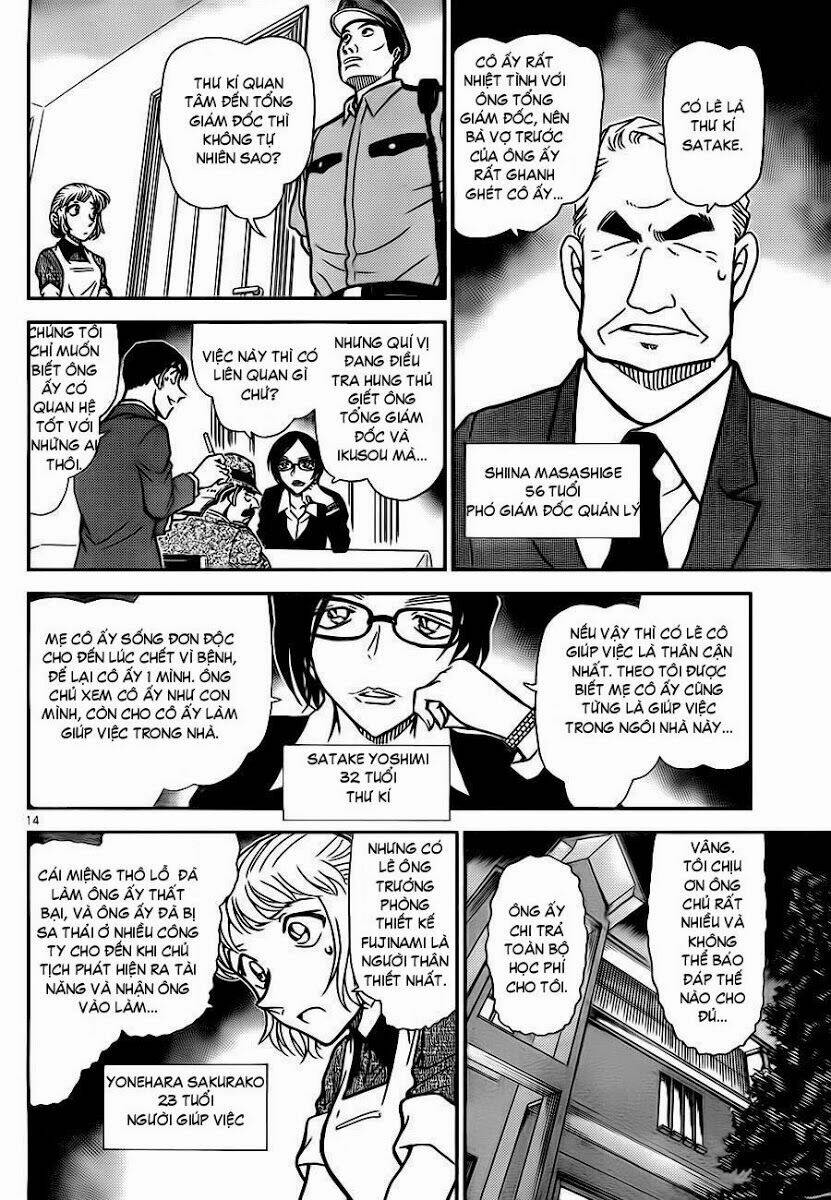 CÓ LẼ LÀ
THƯ KÍ
SATAKE.
CÔ ẤY RẤT
NHIỆT TÌNH VỚI
ÔNG TỔNG
GIÁM ĐỐC, NÊN
BÀ VỢ TRƯỚC
CỦA ÔNG ẤY
RẤT GHANH
GHÉT CÔ ẤY...
SHIINA MASASHIGE
56 TUỔI
PHÓ GIÁM ĐỐC QUẢN LÝ
THƯ KÍ QUAN
TÂM ĐẾN TỔNG
GIÁM ĐỐC THÌ
KHÔNG TỰ
NHIÊN SAO?
NHƯNG QUÍ VỊ
ĐANG ĐIỀU
TRA HUNG THỦ
GIẾT ÔNG
TỔNG GIÁM
ĐỐC VÀ
IKUSOU MÀ...
VIỆC NÀY THÌ CÓ
LIÊN QUAN GÌ
CHỨ?
CHÚNG TÔI
CHỈ MUỐN
BIẾT ÔNG
ẤY CÓ
QUAN HỆ
TỐT VỚI
NHỮNG AI
THÔI.
NẾU VẬY THÌ CÓ LẼ CÔ
GIÚP VIỆC LÀ THÂN CẬN
NHẤT. THEO TÔI ĐƯỢC
BIẾT MẸ CÔ ẤY CŨNG
TỪNG LÀ GIÚP VIỆC
TRONG NGÔI NHÀ NÀY...
MẸ CÔ ẤY SỐNG ĐƠN ĐỘC
CHO ĐẾN LÚC CHẾT VÌ BỆNH,
ĐỂ LẠI CÔ ẤY 1 MÌNH. ÔNG
CHỦ XEM CÔ ẤY NHƯ CON
MÌNH, CÒN CHO CÔ ẤY LÀM
GIÚP VIỆC TRONG NHÀ.
SATAKE YOSHIMI
32 TUỔI
THƯ KÍ
14
VÂNG.
TÔI CHỊU
ƠN ÔNG
CHỦ RẤT
NHIỀU VÀ
KHÔNG
THỂ BÁO
ĐÁP THẾ
NÀO CHO
ĐỦ...
ÔNG ẤY
CHI TRẢ
TOÀN BỘ
HỌC PHÍ
CHO TÔI.
NHƯNG CÓ
LẼ ÔNG
TRƯỞNG
PHÒNG
THIẾT KẾ
FUJINAMI LÀ
NGƯỜI THÂN
THIẾT NHẤT.
CÁI MIỆNG THÔ LỖ ĐÃ
LÀM ÔNG ẤY THẤT
BẠI, VÀ ÔNG ẤY ĐÃ BỊ
SA THẢI Ở NHIỀU CÔNG
TY CHO ĐẾN KHI CHỦ
TỊCH PHÁT HIỆN RA TÀI
NĂNG VÀ NHẬN ÔNG
VÀO LÀM...
YONEHARA SAKURAKO
23 TUỔI
NGƯỜI GIÚP VIỆC